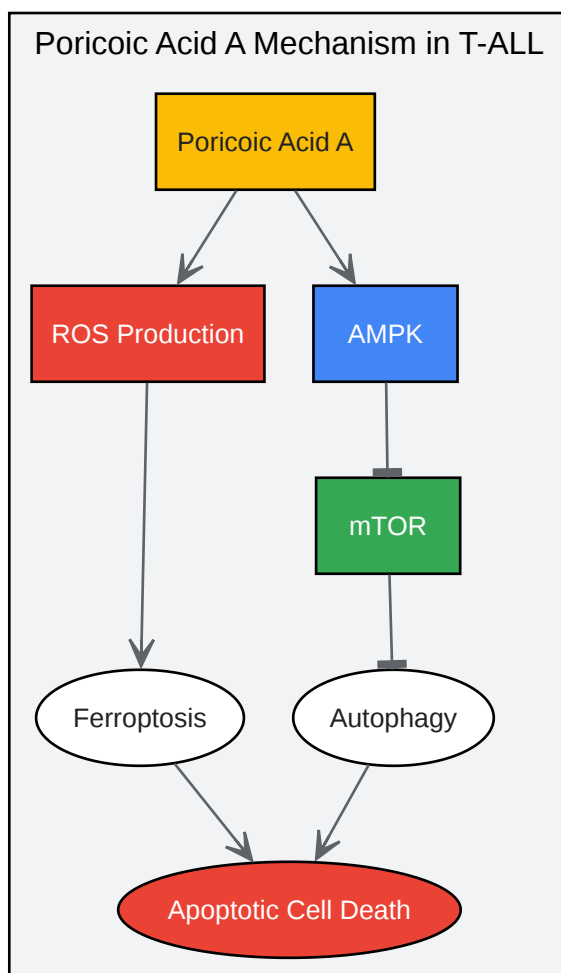 Poricoic Acid A Mechanism in T-ALL
Poricoic Acid A
ROS Production
AMPK
mTOR
Ferroptosis
Autophagy
Apoptotic Cell Death